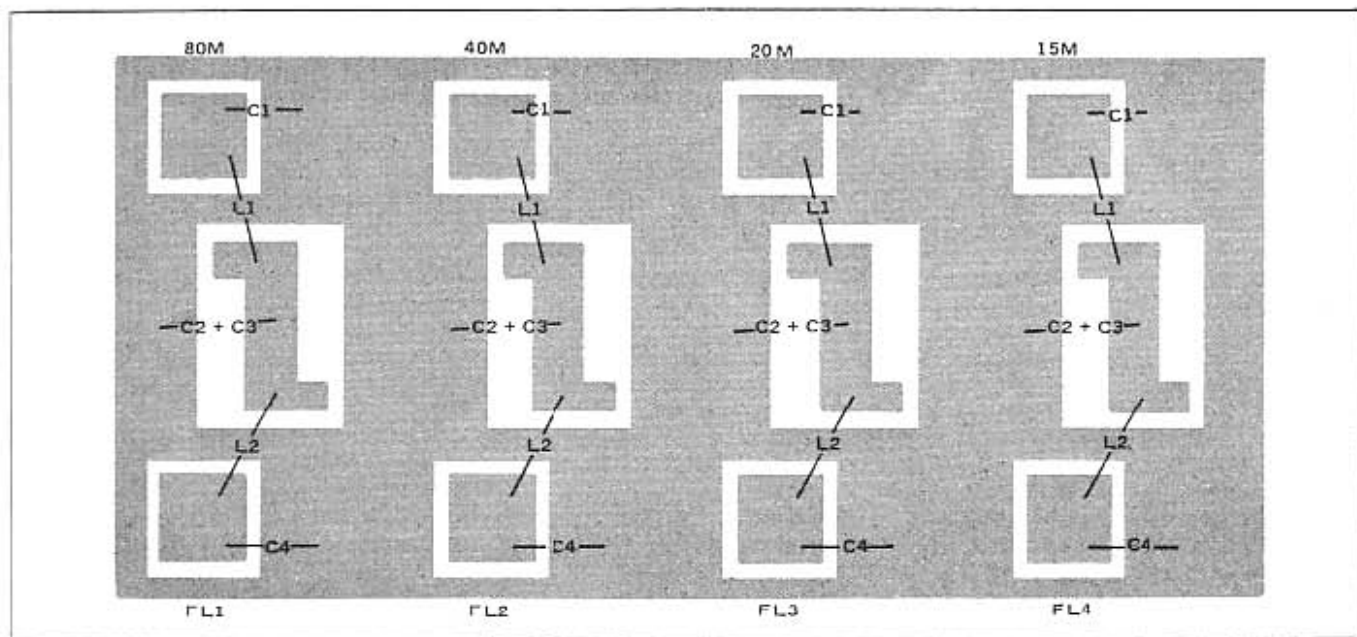 80M 40M 20M 15M
C1 C1 C1 C1
L1 L1 L1 L1
C2 + C3 C2 + C3 C2 + C3 C2 + C3
L2 L2 L2 L2
C4 C4 C4 C4
FL1 FL2 FL3 FL4